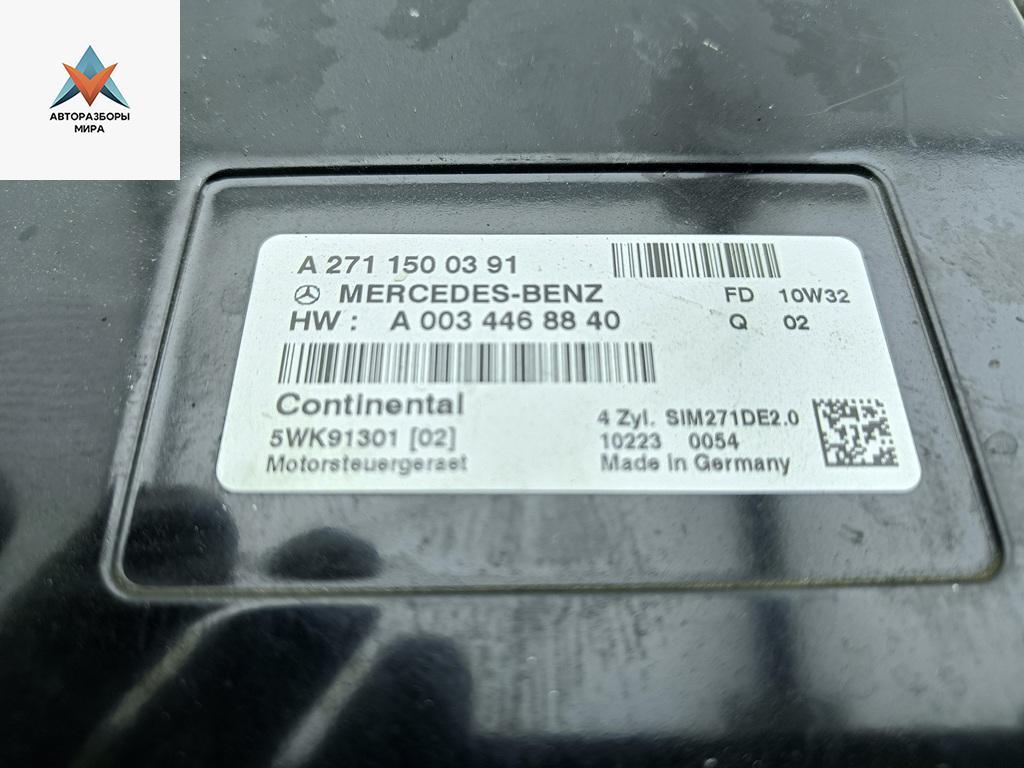 АВТОРАЗБОРЫ
МИРА
A 271 150 03 91
MERCEDES-BENZ FD 10W32
HW : A 003 446 88 40 Q 02
Continental
4 Zyl. SIM271DE2.0
5WK91301 [02] 10223 0054
Motorsteuergeraet Made in Germany